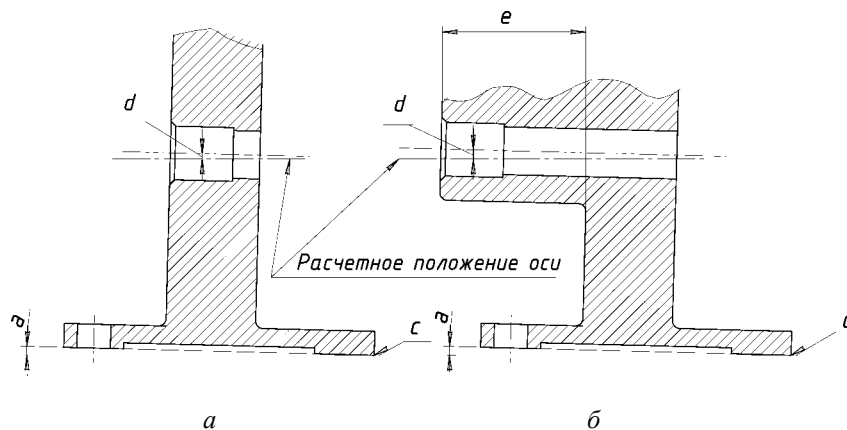 e
d
d
Расчетное положение оси
a
c
a
c
а
б